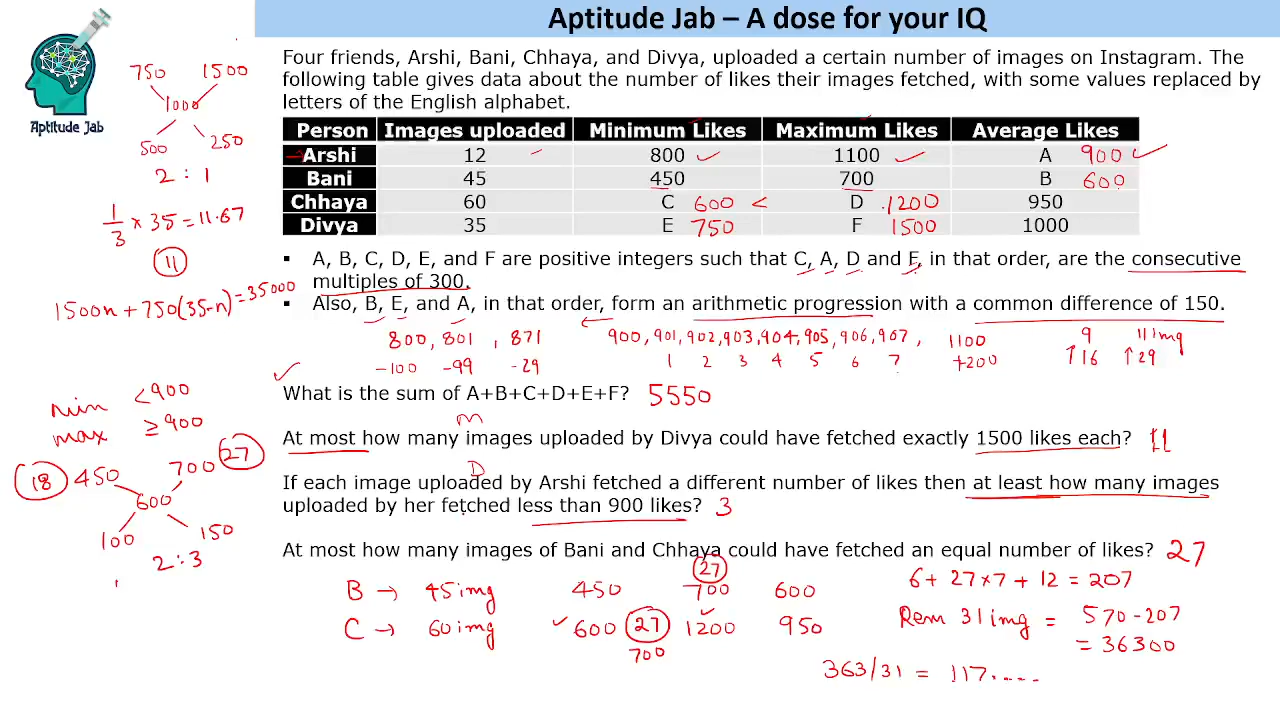 Aptitude Jab – A dose for your IQ
Aptitude Jab
Four friends, Arshi, Bani, Chhaya, and Divya, uploaded a certain number of images on Instagram. The
following table gives data about the number of likes their images fetched, with some values replaced by
letters of the English alphabet.
Person Images uploaded Minimum Likes Maximum Likes Average Likes
Arshi 12 800 1100 A 900
Bani 45 450 700 B 600
Chhaya 60 C 600 < D 1200 950
Divya 35 E 750 F 1500 1000
▪ A, B, C, D, E, and F are positive integers such that C, A, D and F, in that order, are the consecutive
multiples of 300.
▪ Also, B, E, and A, in that order, form an arithmetic progression with a common difference of 150.
800, 801, 871 900, 901, 902, 903, 904, 905, 906, 907, 1100 9 11 img
-100 -99 -29 1 2 3 4 5 6 7 +200 ↑16 ↑29
What is the sum of A+B+C+D+E+F? 5550
m
At most how many images uploaded by Divya could have fetched exactly 1500 likes each? 11
D
If each image uploaded by Arshi fetched a different number of likes then at least how many images
uploaded by her fetched less than 900 likes? 3
At most how many images of Bani and Chhaya could have fetched an equal number of likes? 27
B → 45 img 450 27 700 600
C → 60 img 600 27 1200 950
700
6 + 27×7 + 12 = 207
Rem 31 img = 570-207
= 36300
363/31 = 117.....
750 1500
1000
500 250
2 : 1
1/3 × 35 = 11.67
11
1500n + 750(35-n) = 35000
min <900
max ≥900
18 450 700 27
600
100 150
2:3